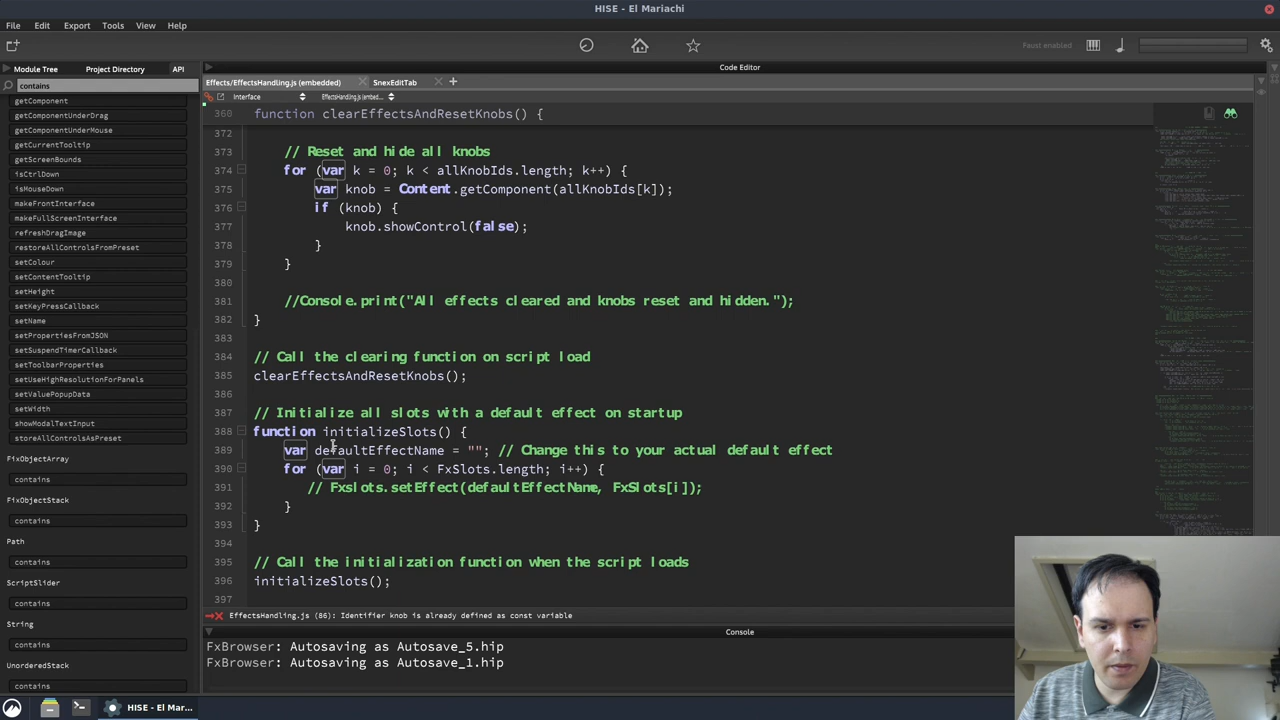 HISE - El Mariachi
File Edit Export Tools View Help
Faust enabled
Module Tree Project Directory API
Code Editor
contains
Effects/EffectsHandling.js (embedded) SnexEditTab
Interface EffectsHandling.js (embed...
getComponent
getComponentUnderDrag
getComponentUnderMouse
getCurrentTooltip
getScreenBounds
isCtrlDown
isMouseDown
makeFrontInterface
makeFullScreenInterface
refreshDragImage
restoreAllControlsFromPreset
setColour
setContentTooltip
setHeight
setKeyPressCallback
setName
setPropertiesFromJSON
setSuspendTimerCallback
setToolbarProperties
setUseHighResolutionForPanels
setValuePopupData
setWidth
showModalTextInput
storeAllControlsAsPreset
FixObjectArray
contains
FixObjectStack
contains
Path
contains
ScriptSlider
contains
String
contains
UnorderedStack
contains
360 function clearEffectsAndResetKnobs() {
372
373 // Reset and hide all knobs
374 for (var k = 0; k < allKnobIds.length; k++) {
375 var knob = Content.getComponent(allKnobIds[k]);
376 if (knob) {
377 knob.showControl(false);
378 }
379 }
380
381 //Console.print("All effects cleared and knobs reset and hidden.");
382 }
383
384 // Call the clearing function on script load
385 clearEffectsAndResetKnobs();
386
387 // Initialize all slots with a default effect on startup
388 function initializeSlots() {
389 var defaultEffectName = ""; // Change this to your actual default effect
390 for (var i = 0; i < FxSlots.length; i++) {
391 // Fxslots.setEffect(defaultEffectName, FxSlots[i]);
392 }
393 }
394
395 // Call the initialization function when the script loads
396 initializeSlots();
397
EffectsHandling.js (86): Identifier knob is already defined as const variable
Console
FxBrowser: Autosaving as Autosave_5.hip
FxBrowser: Autosaving as Autosave_1.hip
HISE - El Mar...